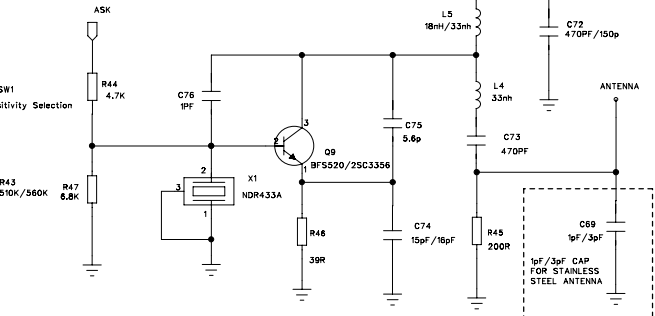 ASK
L5
18nH/33nh
C72
470PF/150p
SW1
sitivity Selection
R44
4.7K
C76
1PF
L4
33nh
ANTENNA
3
C75
5.6p
C73
470PF
2
Q9
BFS520/2SC3356
1
R43
510K/560K
R47
6.8K
2
3
X1
NDR433A
1
R46
39R
C74
15pF/16pF
R45
200R
C69
1pF/3pF
1pF/3pF CAP
FOR STAINLESS
STEEL ANTENNA